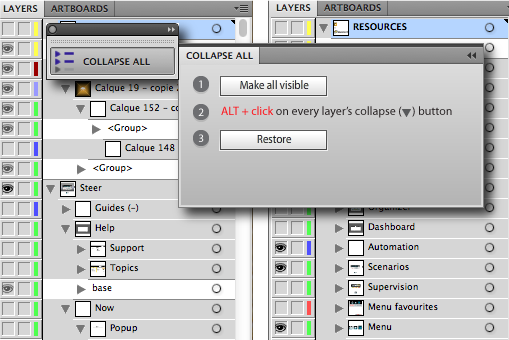 LAYERS
ARTBOARDS
COLLAPSE ALL
Calque 19 - copie
Calque 152 - co
<Group>
Calque 148
<Group>
Steer
Guides (-)
Help
Support
Topics
base
Now
Popup
LAYERS
ARTBOARDS
RESOURCES
COLLAPSE ALL
1 Make all visible
2 ALT + click on every layer's collapse (▼) button
3 Restore
Dashboard
Automation
Scenarios
Supervision
Menu favourites
Menu